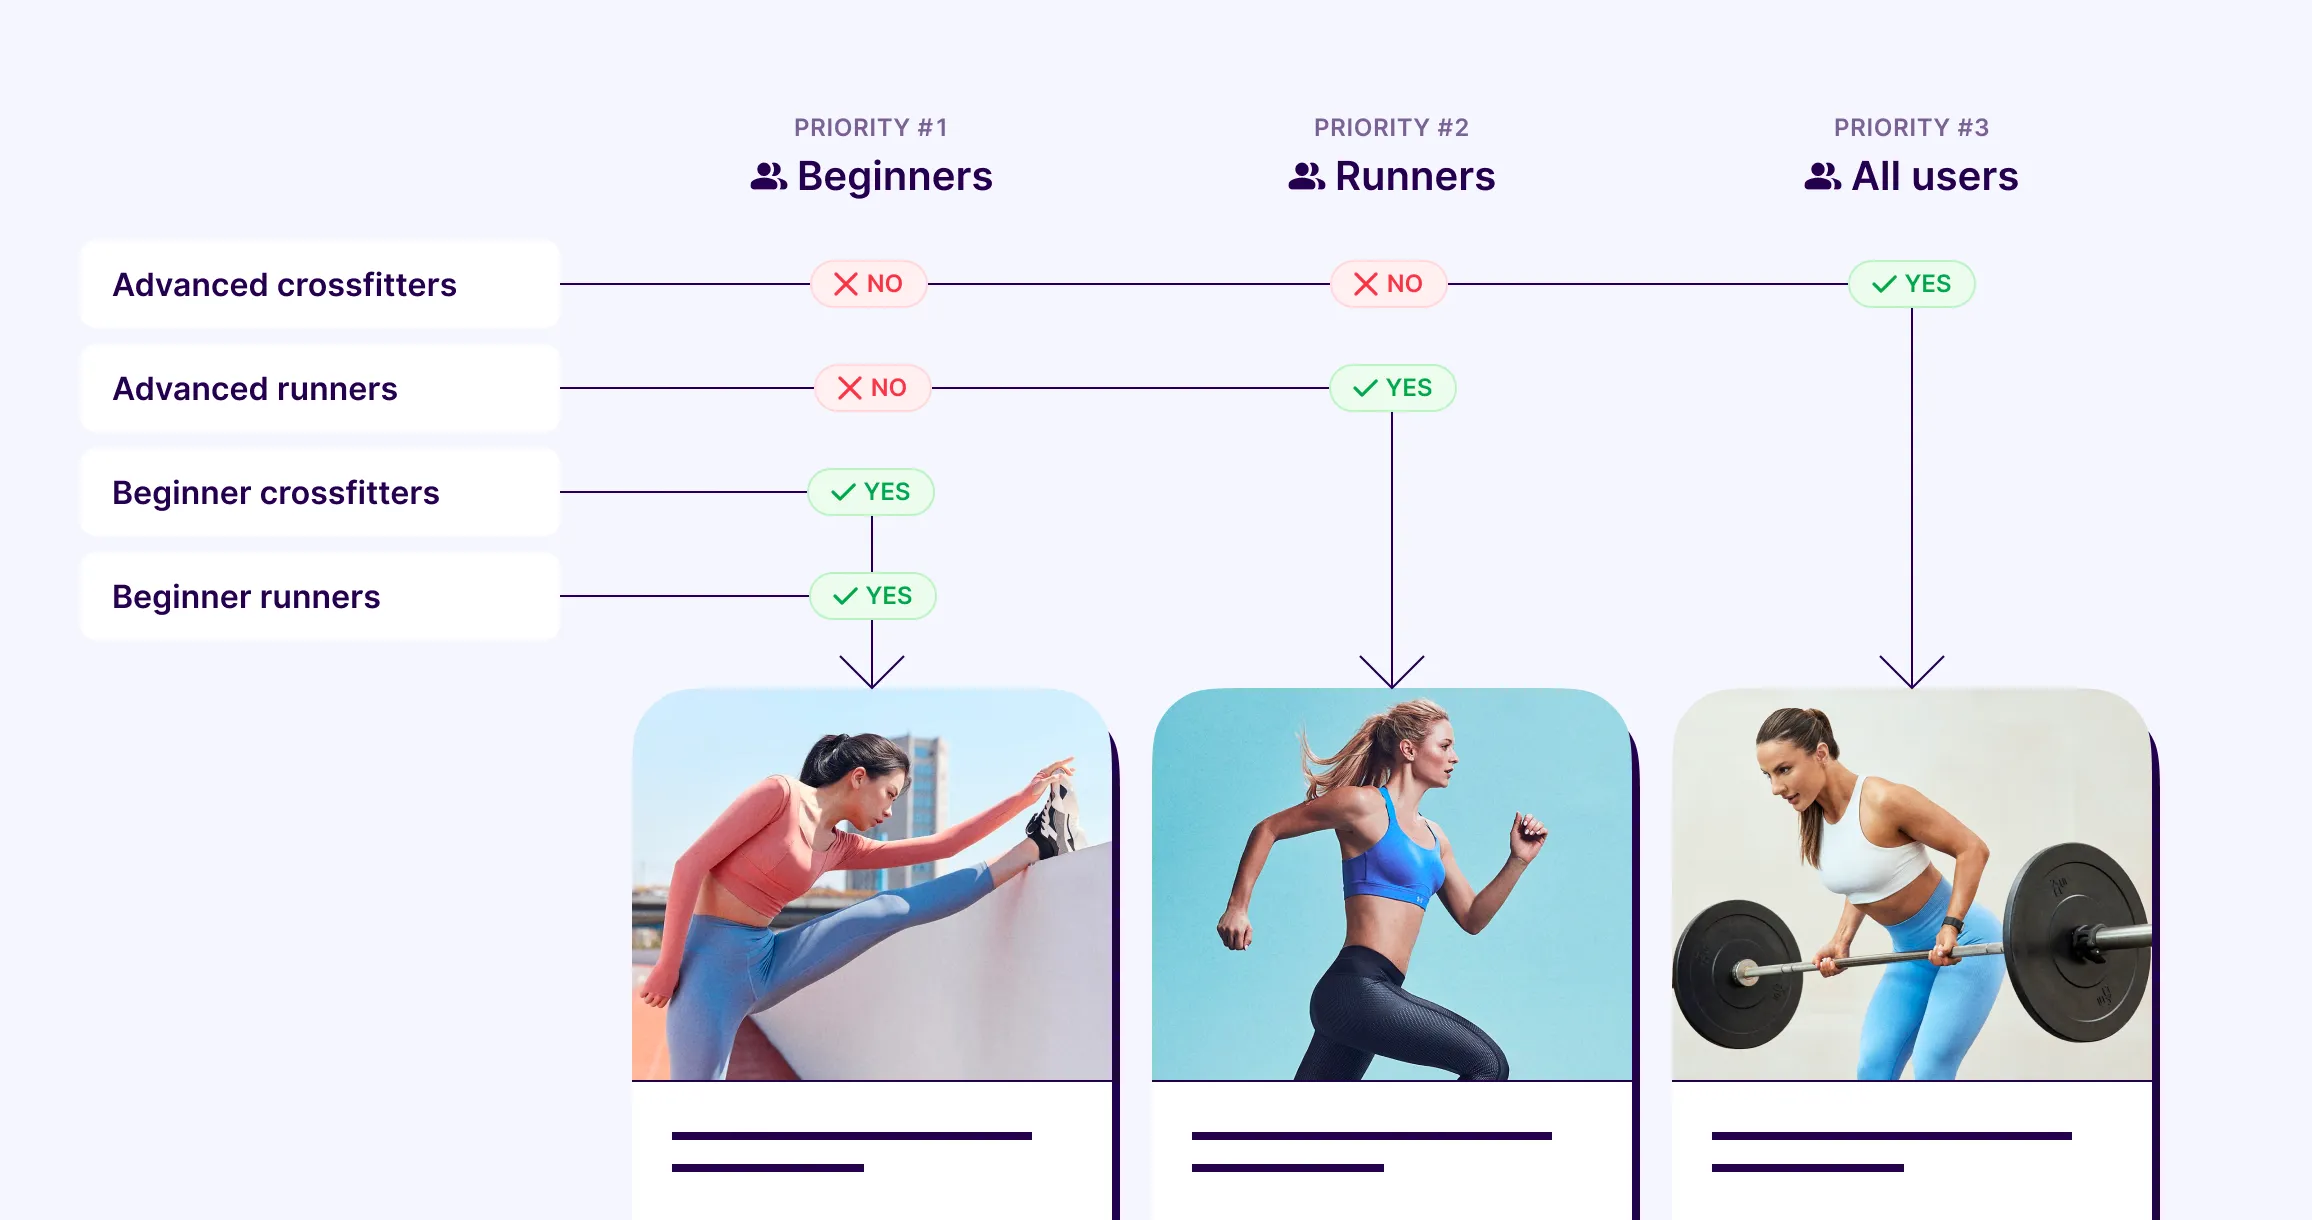 PRIORITY #1
Beginners
PRIORITY #2
Runners
PRIORITY #3
All users
Advanced crossfitters
NO
NO
YES
Advanced runners
NO
YES
Beginner crossfitters
YES
Beginner runners
YES